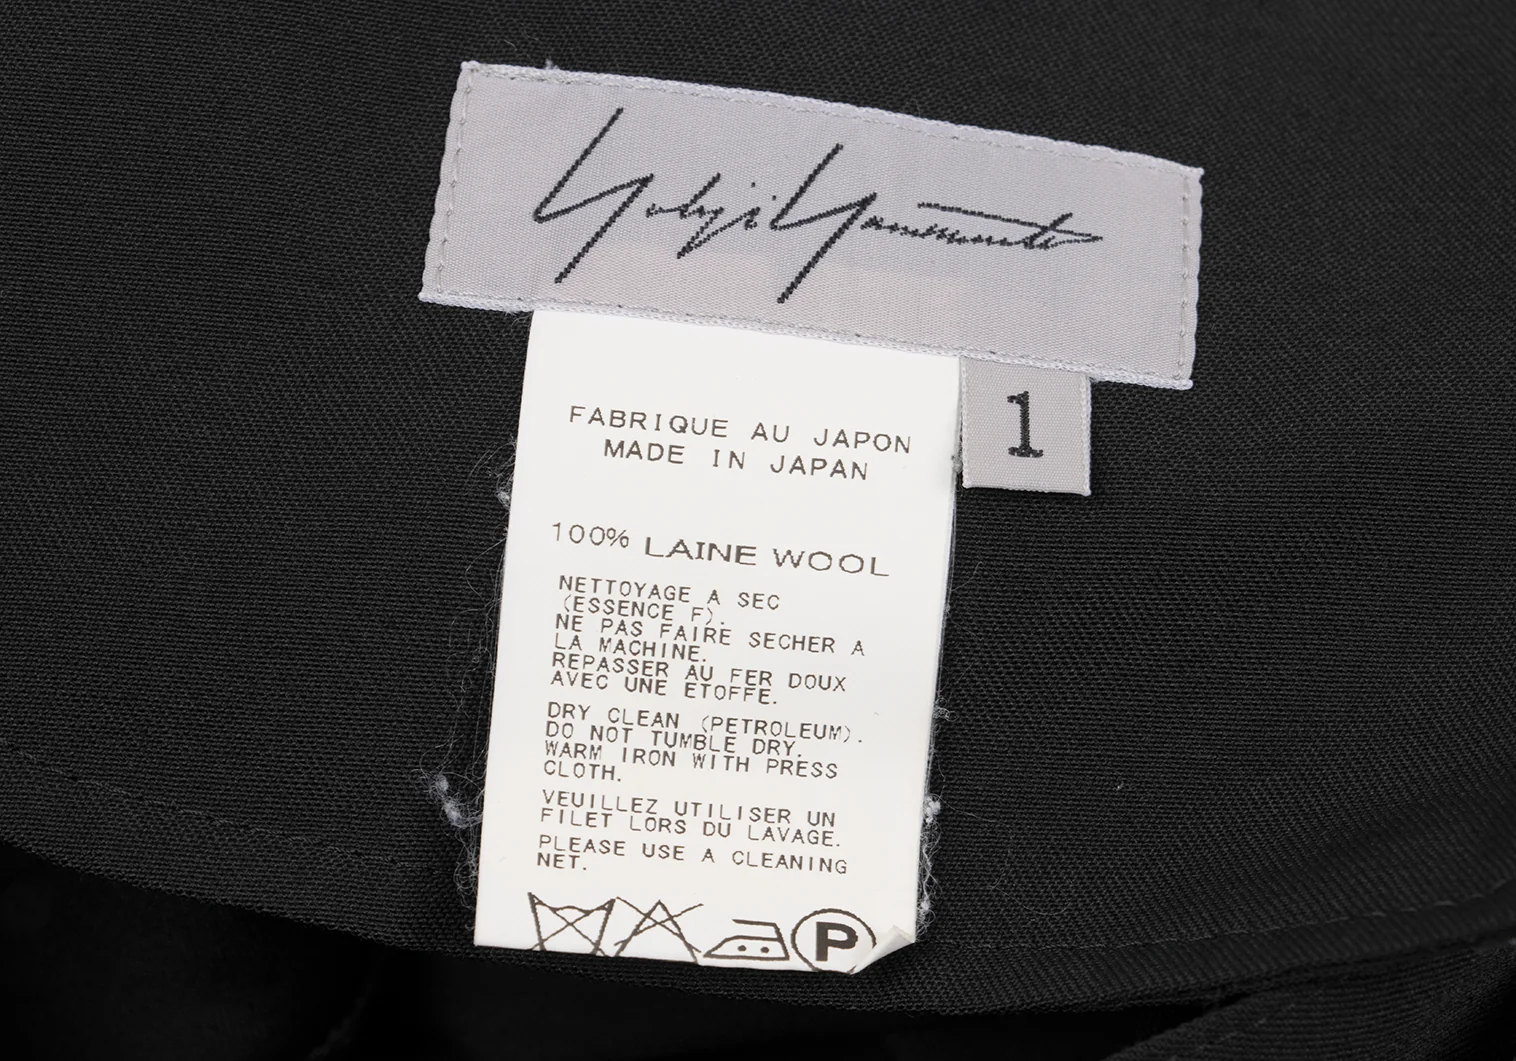 Yohji Yamamoto
1
FABRIQUE AU JAPON
MADE IN JAPAN
100% LAINE WOOL
NETTOYAGE A SEC
(ESSENCE F).
NE PAS FAIRE SECHER A
LA MACHINE.
REPASSER AU FER DOUX
AVEC UNE ETOFFE.
DRY CLEAN (PETROLEUM).
DO NOT TUMBLE DRY.
WARM IRON WITH PRESS
CLOTH.
VEUILLEZ UTILISER UN
FILET LORS DU LAVAGE.
PLEASE USE A CLEANING
NET.
P